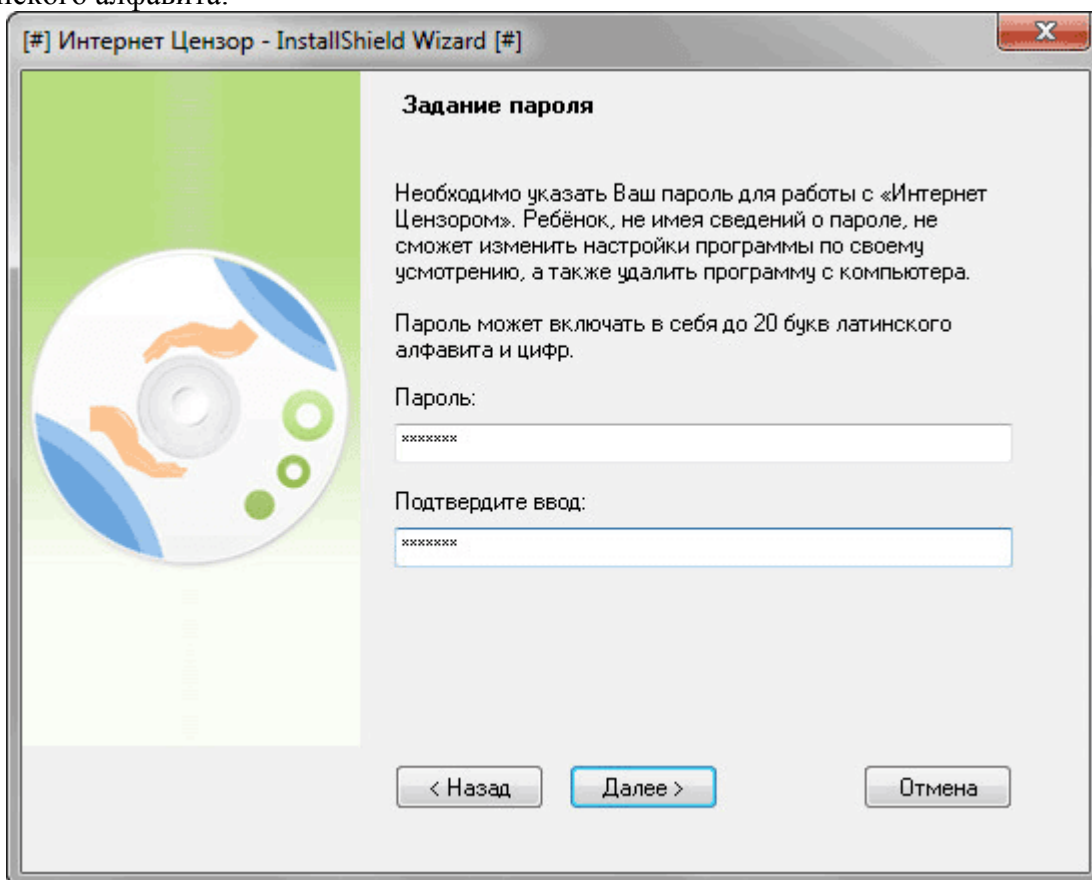 алфавита.
[#] Интернет Цензор - InstallShield Wizard [#]
Задание пароля
Необходимо указать Ваш пароль для работы с «Интернет
Цензором». Ребёнок, не имея сведений о пароле, не
сможет изменить настройки программы по своему
усмотрению, а также удалить программу с компьютера.
Пароль может включать в себя до 20 букв латинского
алфавита и цифр.
Пароль:
×××××××
Подтвердите ввод:
×××××××
< Назад
Далее >
Отмена